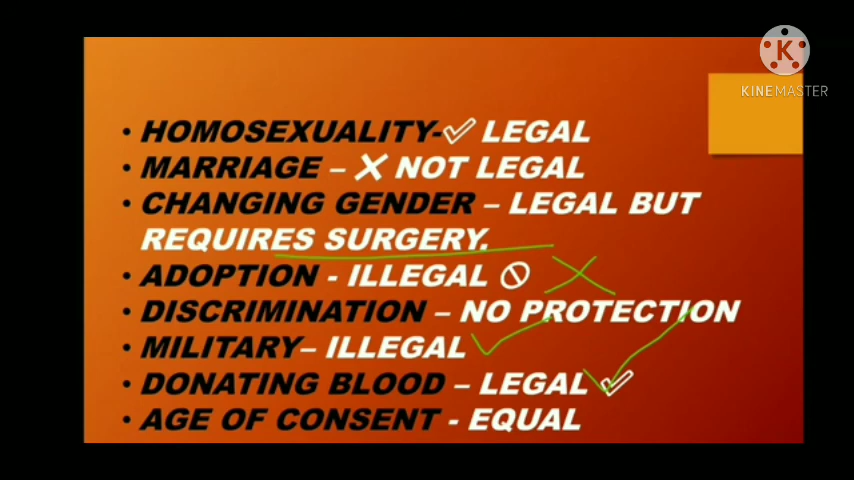 K
KINEMASTER
• HOMOSEXUALITY-✓ LEGAL
• MARRIAGE – ✕ NOT LEGAL
• CHANGING GENDER – LEGAL BUT
REQUIRES SURGERY.
• ADOPTION - ILLEGAL 🚫
• DISCRIMINATION – NO PROTECTION
• MILITARY– ILLEGAL
• DONATING BLOOD – LEGAL ✓
• AGE OF CONSENT - EQUAL